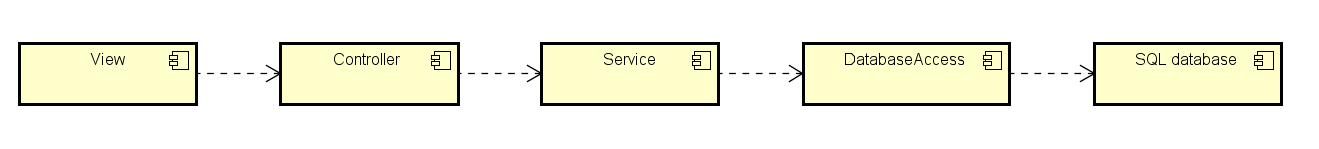 View
Controller
Service
DatabaseAccess
SQL database